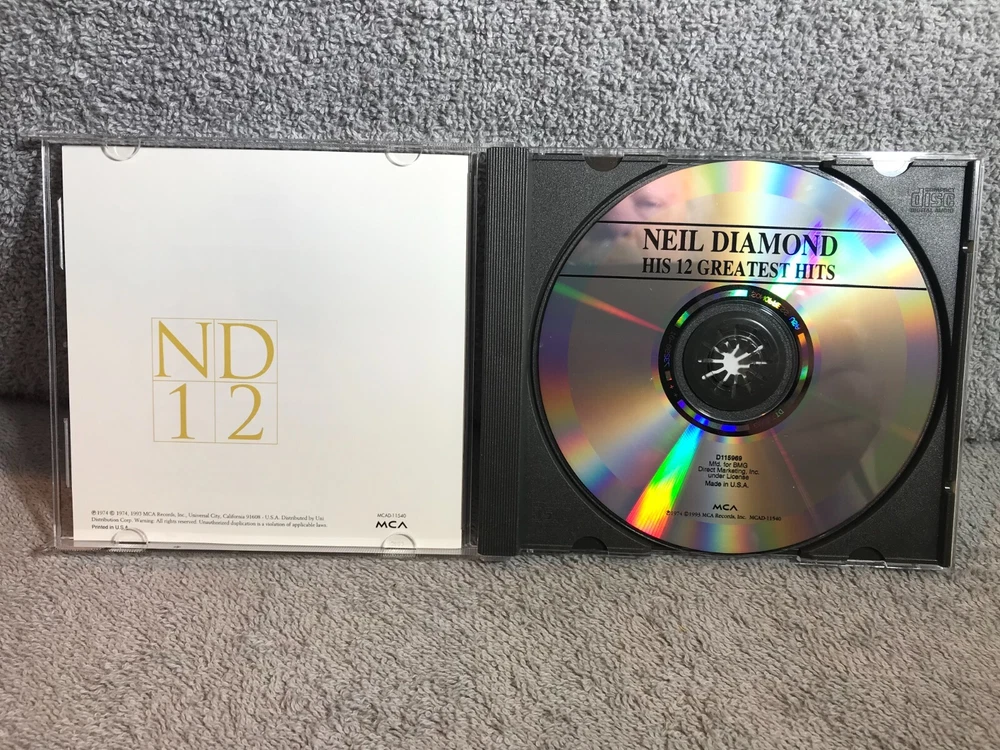 ND
12
℗ 1974 © 1974, 1993 MCA Records, Inc., Universal City, California 91608 - U.S.A. Distributed by Uni
Distribution Corp. Warning: All rights reserved. Unauthorized duplication is a violation of applicable laws.
Printed in U.S.A.
MCAD-11540
MCA
COMPACT
disc
DIGITAL AUDIO
NEIL DIAMOND
HIS 12 GREATEST HITS
D115969
Mfd. for BMG
Direct Marketing, Inc.
under License
Made in U.S.A.
MCA
℗1974 ©1993 MCA Records, Inc. MCAD-11540